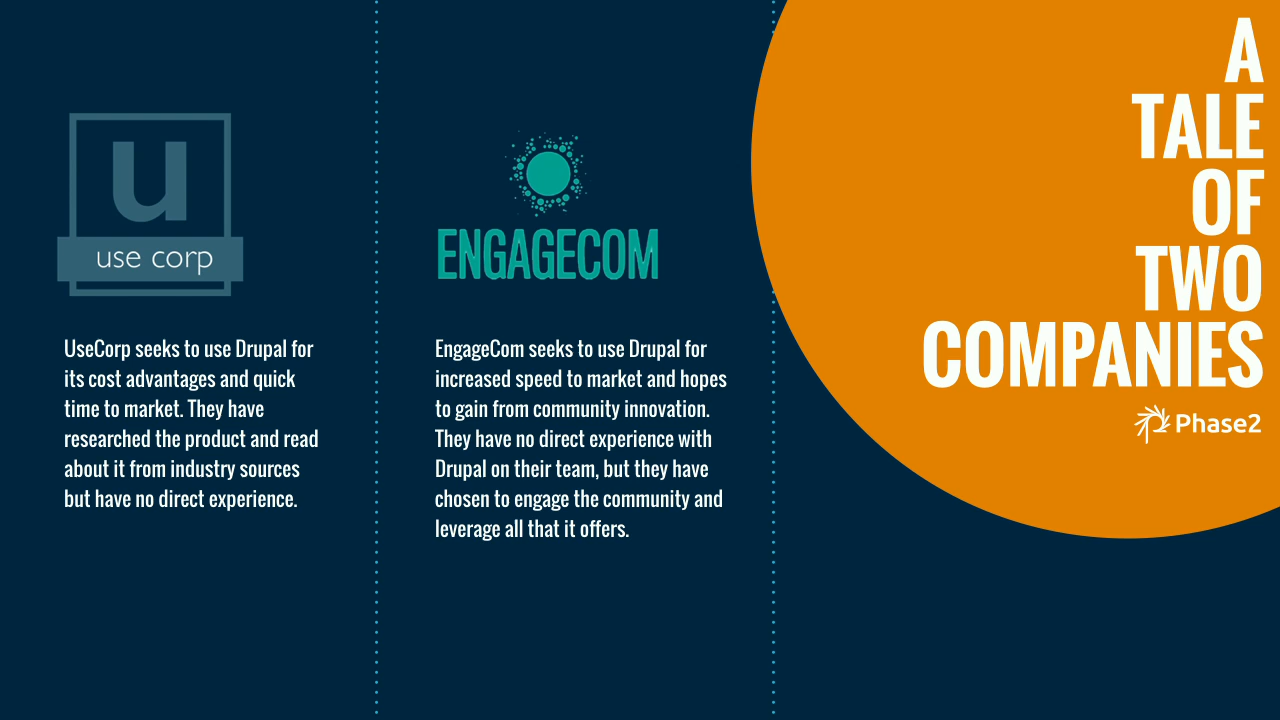 u
use corp
UseCorp seeks to use Drupal for
its cost advantages and quick
time to market. They have
researched the product and read
about it from industry sources
but have no direct experience.
ENGAGECOM
EngageCom seeks to use Drupal for
increased speed to market and hopes
to gain from community innovation.
They have no direct experience with
Drupal on their team, but they have
chosen to engage the community and
leverage all that it offers.
A
TALE
OF
TWO
COMPANIES
Phase2